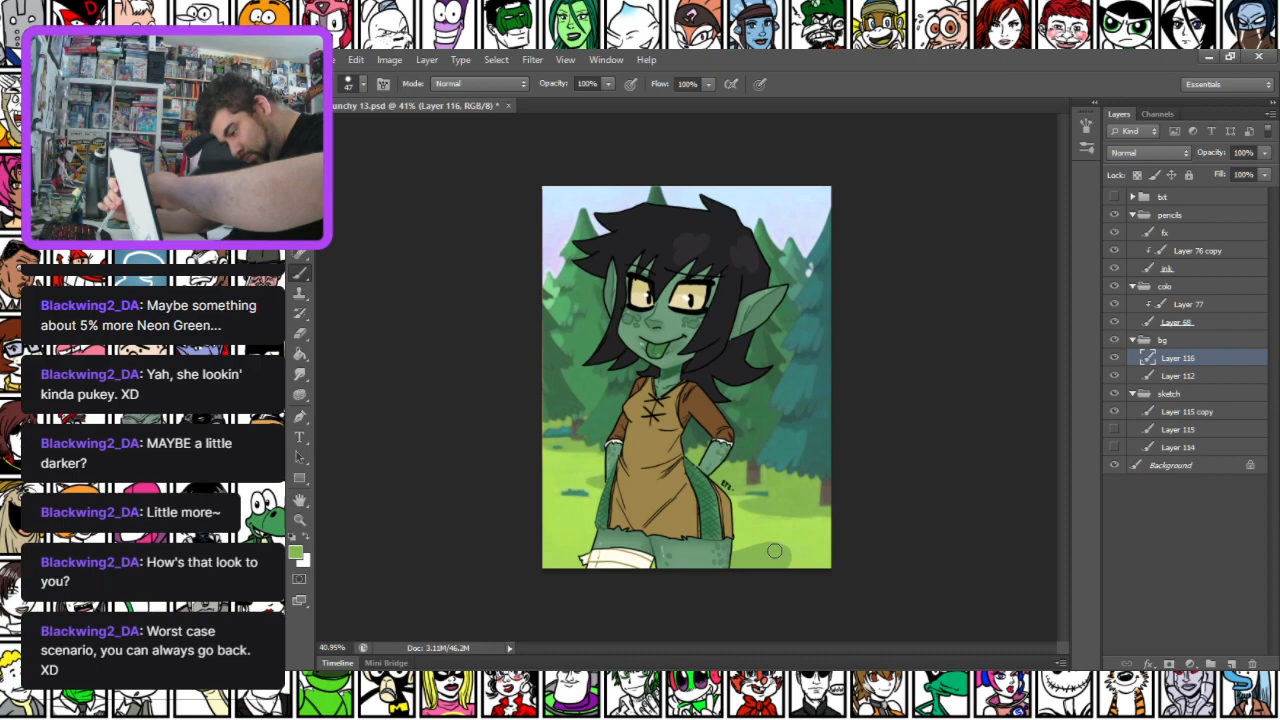 Edit Image Layer Type Select Filter View Window Help
47 Mode: Normal Opacity: 100% Flow: 100% Essentials
unchy 13.psd @ 41% (Layer 116, RGB/8) * ×
Layers Channels
Kind
Normal Opacity: 100%
Lock: Fill: 100%
txt
pencils
fx
Layer 76 copy
ink
colo
Layer 77
Layer 68
bg
Layer 116
Layer 112
sketch
Layer 115 copy
Layer 115
Layer 114
Background
Blackwing2_DA: Maybe something
about 5% more Neon Green...
Blackwing2_DA: Yah, she lookin'
kinda pukey. XD
Blackwing2_DA: MAYBE a little
darker?
Blackwing2_DA: Little more~
Blackwing2_DA: How's that look to
you?
Blackwing2_DA: Worst case
scenario, you can always go back.
XD
40.95% Doc: 3.11M/46.2M
Timeline Mini Bridge